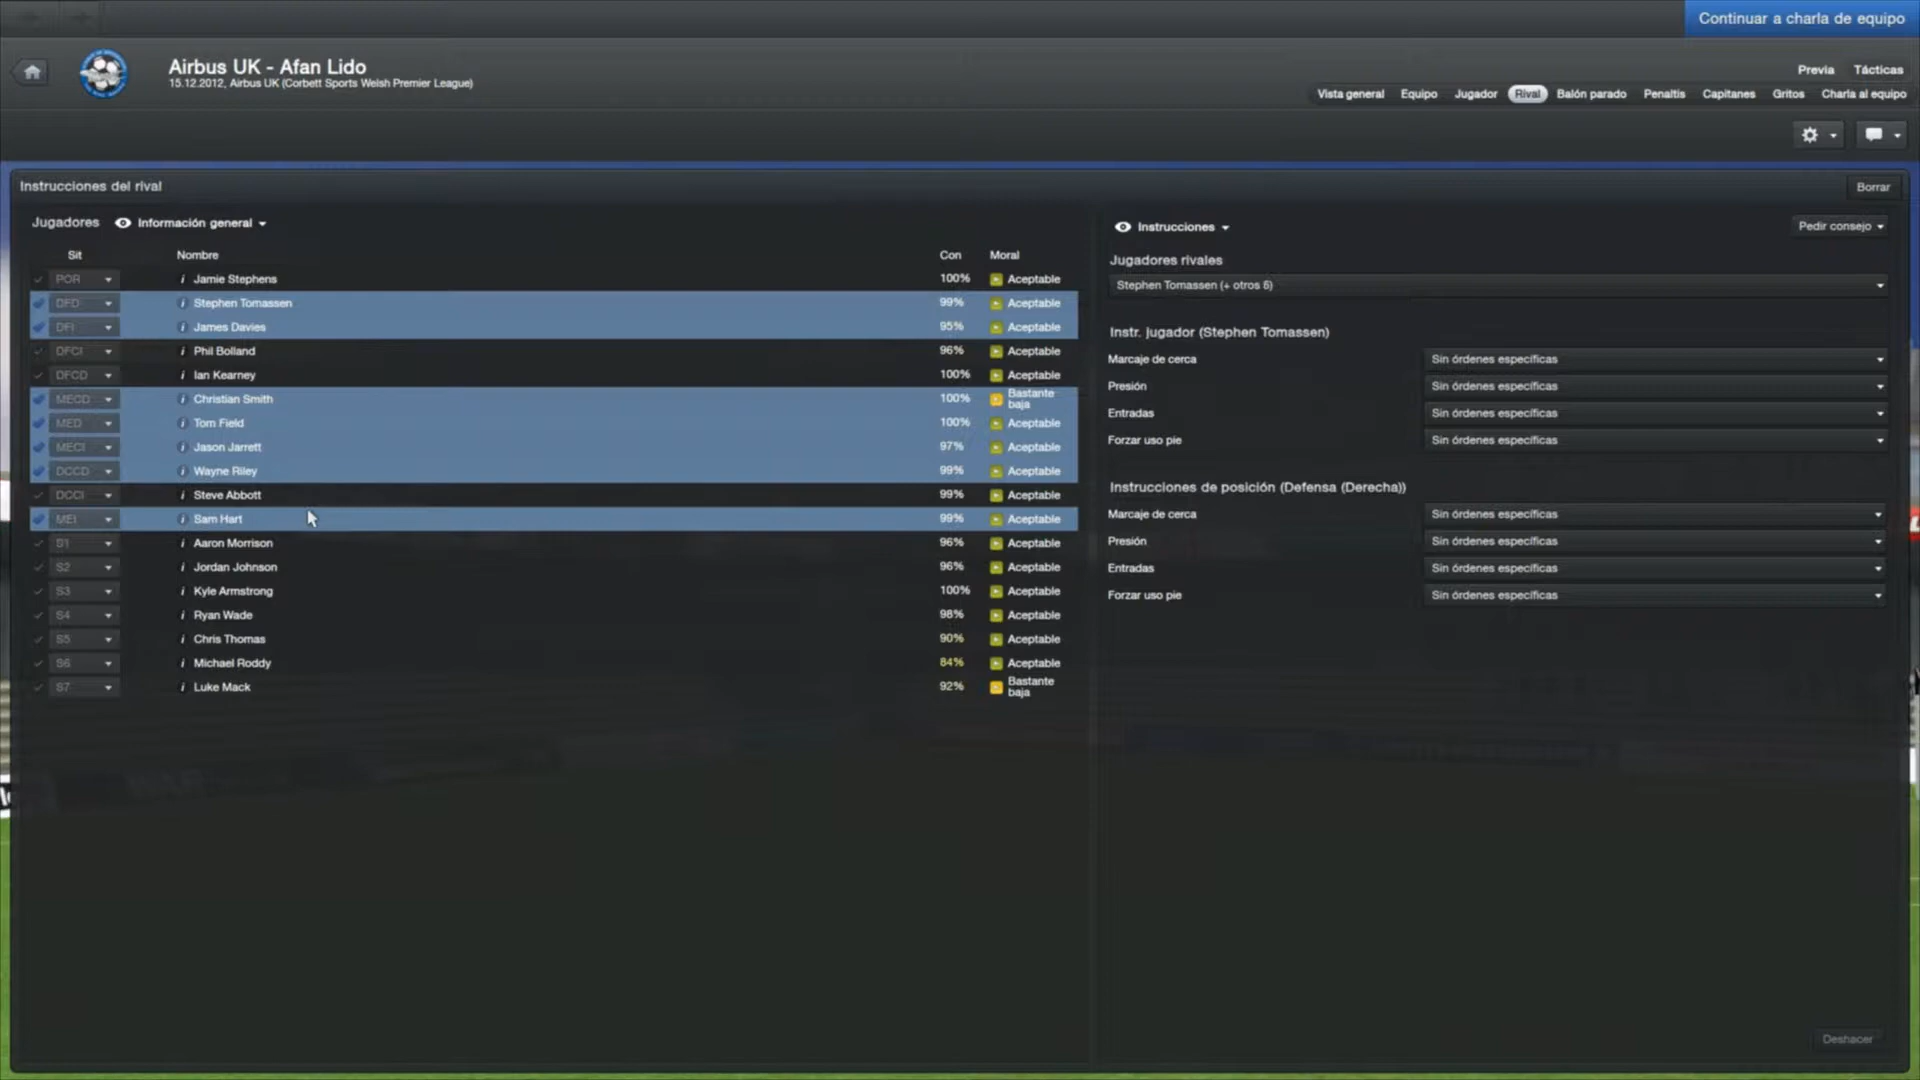 Continuar a charla de equipo
Airbus UK - Afan Lido
15.12.2012, Airbus UK (Corbett Sports Welsh Premier League)
Previa Tácticas
Vista general Equipo Jugador Rival Balón parado Penaltis Capitanes Gritos Charla al equipo
Instrucciones del rival
Borrar
Jugadores Información general
Instrucciones
Pedir consejo
Sit Nombre Con Moral
POR Jamie Stephens 100% Aceptable
DFD Stephen Tomassen 99% Aceptable
DFI James Davies 95% Aceptable
DFCI Phil Bolland 96% Aceptable
DFCD Ian Kearney 100% Aceptable
MECD Christian Smith 100% Bastante baja
MED Tom Field 100% Aceptable
MECI Jason Jarrett 97% Aceptable
DCCD Wayne Riley 99% Aceptable
DCCI Steve Abbott 99% Aceptable
MEI Sam Hart 99% Aceptable
S1 Aaron Morrison 96% Aceptable
S2 Jordan Johnson 96% Aceptable
S3 Kyle Armstrong 100% Aceptable
S4 Ryan Wade 98% Aceptable
S5 Chris Thomas 90% Aceptable
S6 Michael Roddy 84% Aceptable
S7 Luke Mack 92% Bastante baja
Jugadores rivales
Stephen Tomassen (+ otros 6)
Instr. jugador (Stephen Tomassen)
Marcaje de cerca Sin órdenes específicas
Presión Sin órdenes específicas
Entradas Sin órdenes específicas
Forzar uso pie Sin órdenes específicas
Instrucciones de posición (Defensa (Derecha))
Marcaje de cerca Sin órdenes específicas
Presión Sin órdenes específicas
Entradas Sin órdenes específicas
Forzar uso pie Sin órdenes específicas
Deshacer